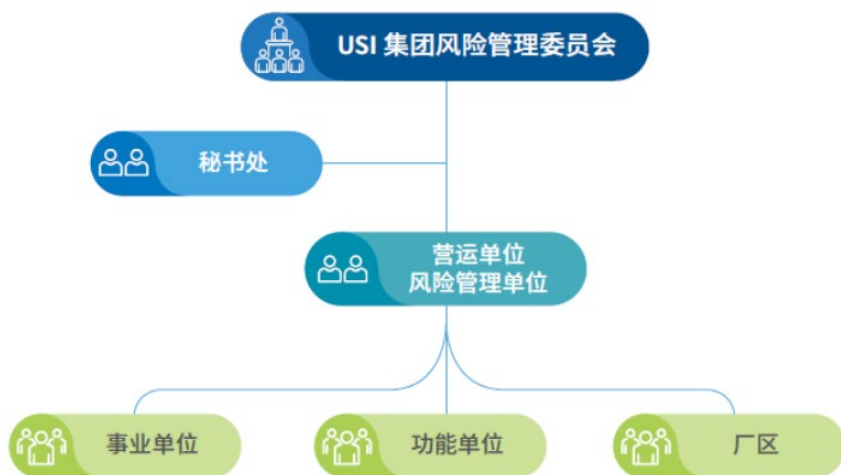 USI 集团风险管理委员会
秘书处
营运单位
风险管理单位
事业单位
功能单位
厂区